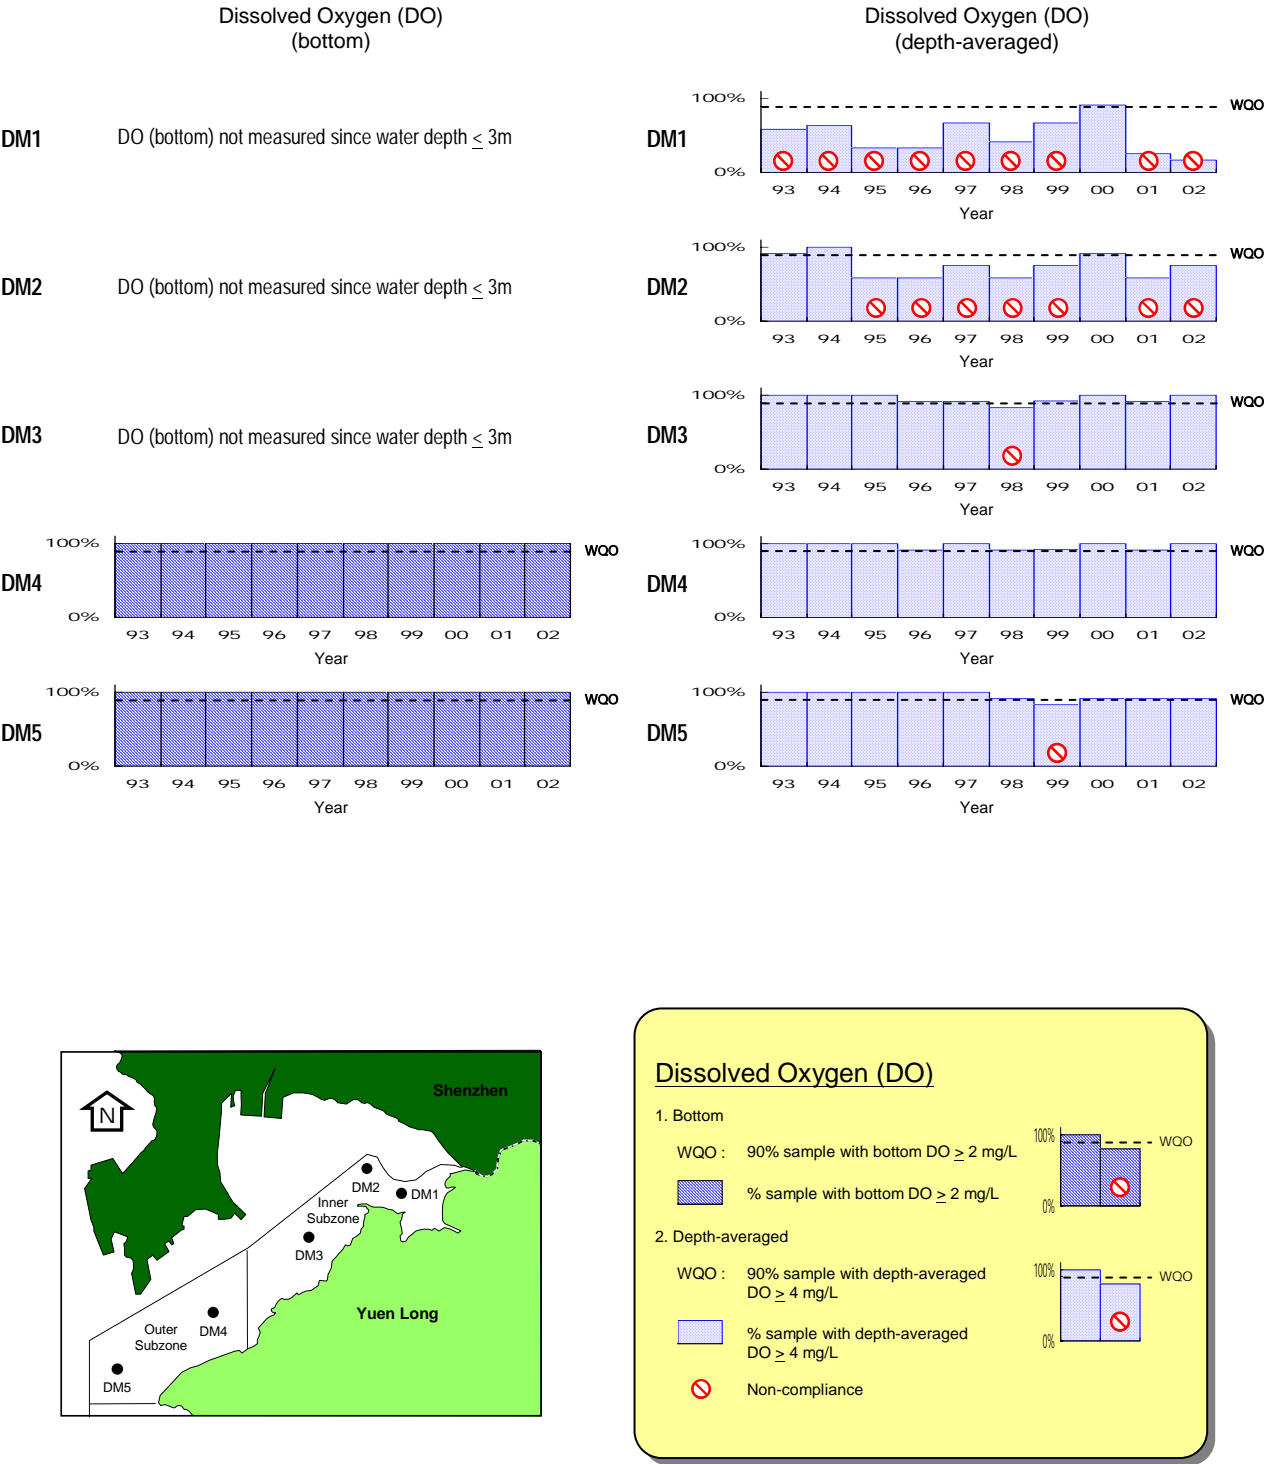 Dissolved Oxygen (DO)
(bottom)
Dissolved Oxygen (DO)
(depth-averaged)
DM1
DO (bottom) not measured since water depth ≤ 3m
DM1
100%
0%
WQO
93 94 95 96 97 98 99 00 01 02
Year
DM2
DO (bottom) not measured since water depth ≤ 3m
DM2
100%
0%
WQO
93 94 95 96 97 98 99 00 01 02
Year
DM3
DO (bottom) not measured since water depth ≤ 3m
DM3
100%
0%
WQO
93 94 95 96 97 98 99 00 01 02
Year
DM4
100%
0%
WQO
93 94 95 96 97 98 99 00 01 02
Year
DM4
100%
0%
WQO
93 94 95 96 97 98 99 00 01 02
Year
DM5
100%
0%
WQO
93 94 95 96 97 98 99 00 01 02
Year
DM5
100%
0%
WQO
93 94 95 96 97 98 99 00 01 02
Year
N
Shenzhen
DM2
DM1
Inner
Subzone
DM3
Yuen Long
Outer
Subzone
DM4
DM5
Dissolved Oxygen (DO)
1. Bottom
WQO : 90% sample with bottom DO ≥ 2 mg/L
% sample with bottom DO ≥ 2 mg/L
100%
0%
WQO
2. Depth-averaged
WQO : 90% sample with depth-averaged
DO ≥ 4 mg/L
% sample with depth-averaged
DO ≥ 4 mg/L
100%
0%
WQO
Non-compliance